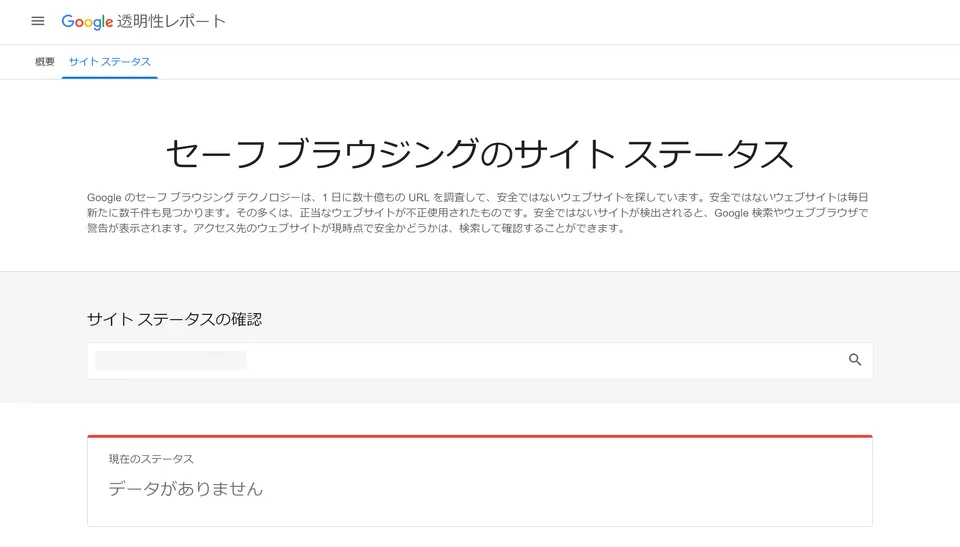 Google 透明性レポート
概要 サイト ステータス
セーフ ブラウジングのサイト ステータス
Google のセーフ ブラウジング テクノロジーは、1 日に数十億もの URL を調査して、安全ではないウェブサイトを探しています。安全ではないウェブサイトは毎日
新たに数千件も見つかります。その多くは、正当なウェブサイトが不正使用されたものです。安全ではないサイトが検出されると、Google 検索やウェブブラウザで
警告が表示されます。アクセス先のウェブサイトが現時点で安全かどうかは、検索して確認することができます。
サイト ステータスの確認
現在のステータス
データがありません